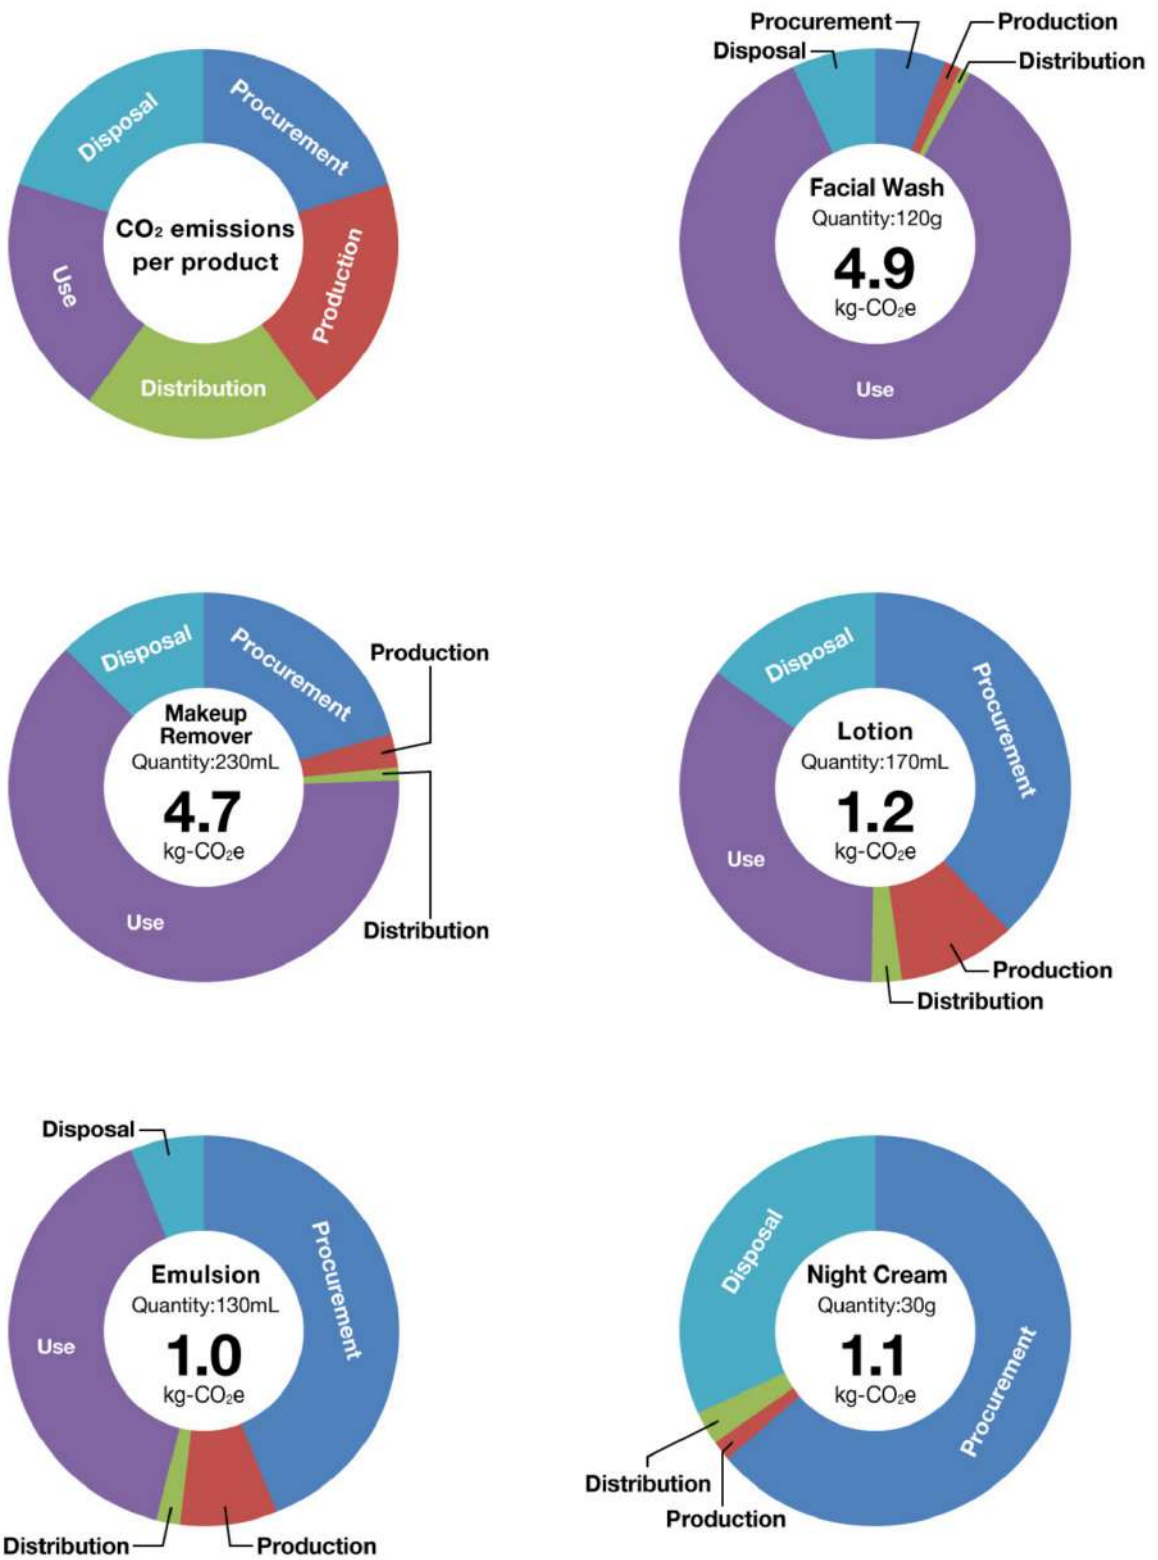 Disposal
Procurement
CO₂ emissions
per product
Use
Production
Distribution
Procurement
Production
Disposal
Distribution
Facial Wash
Quantity:120g
4.9
kg-CO₂e
Use
Disposal
Procurement
Production
Makeup
Remover
Quantity:230mL
4.7
kg-CO₂e
Use
Distribution
Disposal
Procurement
Lotion
Quantity:170mL
1.2
kg-CO₂e
Use
Production
Distribution
Disposal
Procurement
Emulsion
Quantity:130mL
1.0
kg-CO₂e
Use
Distribution
Production
Disposal
Night Cream
Quantity:30g
1.1
kg-CO₂e
Procurement
Distribution
Production